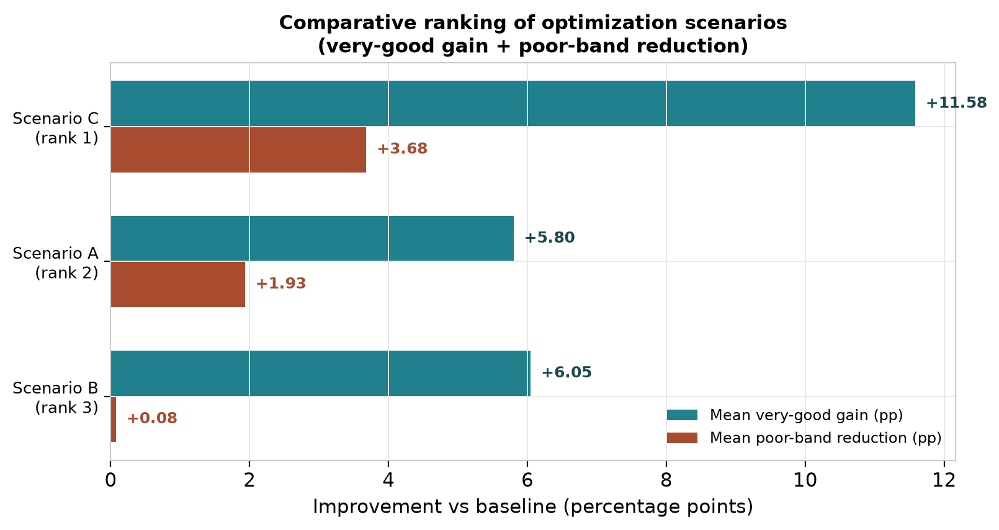 Comparative ranking of optimization scenarios
(very-good gain + poor-band reduction)
Scenario C
(rank 1)
+11.58
+3.68
Scenario A
(rank 2)
+5.80
+1.93
Scenario B
(rank 3)
+6.05
+0.08
Mean very-good gain (pp)
Mean poor-band reduction (pp)
0 2 4 6 8 10 12
Improvement vs baseline (percentage points)